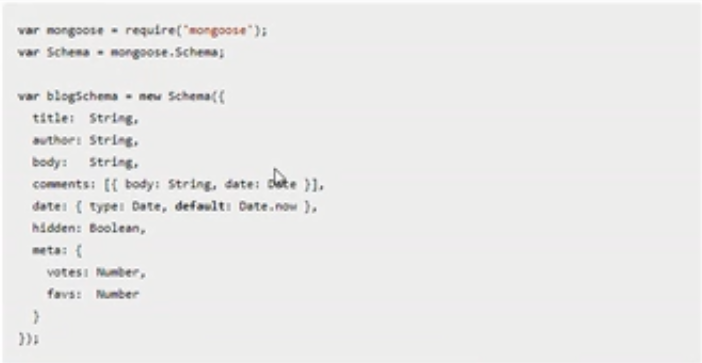 var mongoose = require('mongoose');
var Schema = mongoose.Schema;

var blogSchema = new Schema({
  title:  String,
  author: String,
  body:   String,
  comments: [{ body: String, date: Date }],
  date: { type: Date, default: Date.now },
  hidden: Boolean,
  meta: {
    votes: Number,
    favs:  Number
  }
});